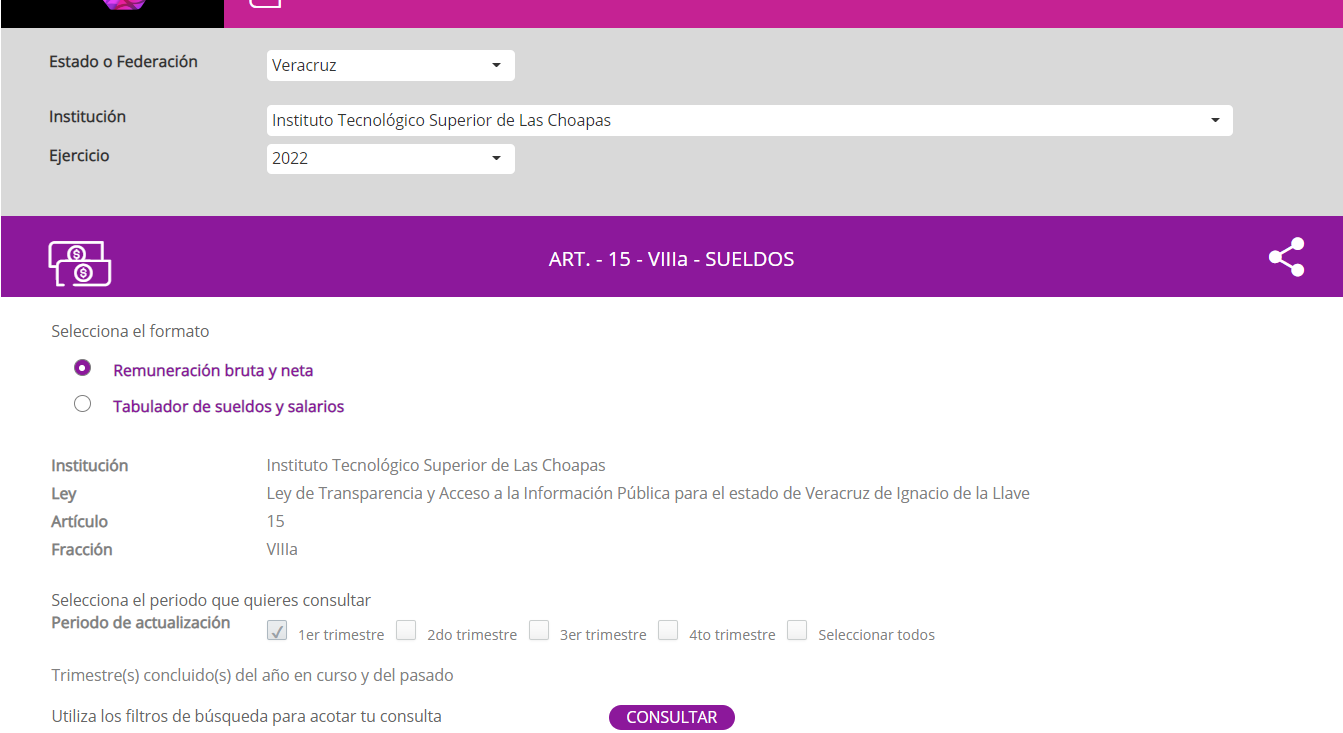 Estado o Federación Veracruz
Institución Instituto Tecnológico Superior de Las Choapas
Ejercicio 2022
ART. - 15 - VIIIa - SUELDOS
Selecciona el formato
Remuneración bruta y neta
Tabulador de sueldos y salarios
Institución Instituto Tecnológico Superior de Las Choapas
Ley Ley de Transparencia y Acceso a la Información Pública para el estado de Veracruz de Ignacio de la Llave
Artículo 15
Fracción VIIIa
Selecciona el periodo que quieres consultar
Periodo de actualización 1er trimestre 2do trimestre 3er trimestre 4to trimestre Seleccionar todos
Trimestre(s) concluido(s) del año en curso y del pasado
Utiliza los filtros de búsqueda para acotar tu consulta CONSULTAR